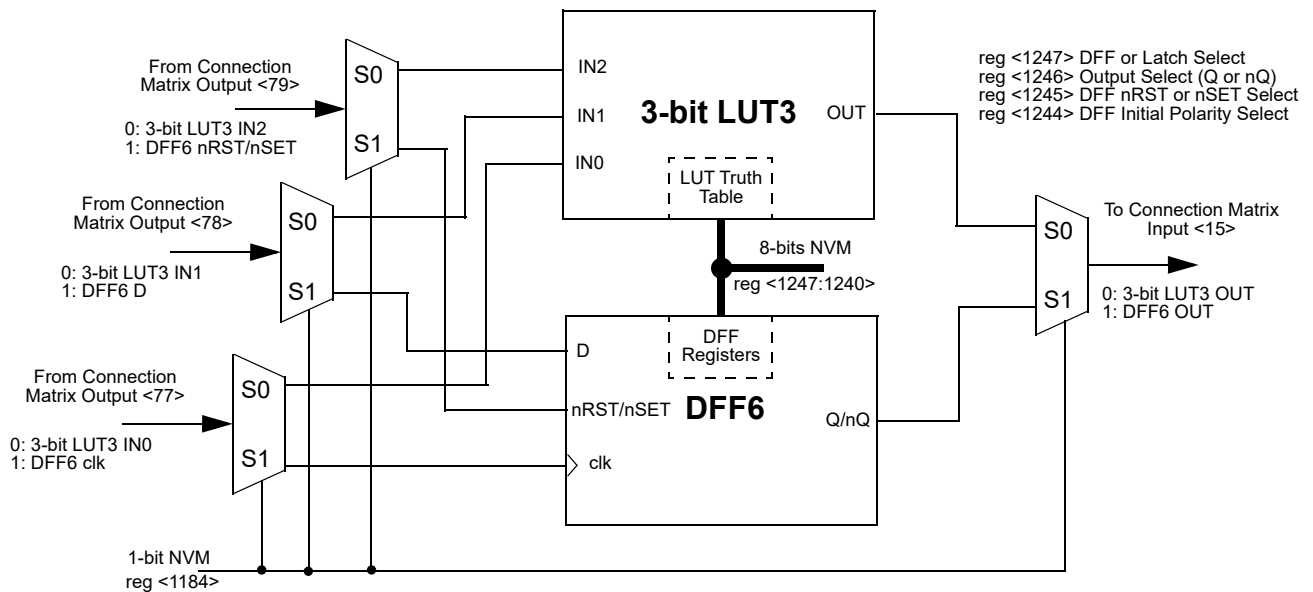 From Connection
Matrix Output <79>
0: 3-bit LUT3 IN2
1: DFF6 nRST/nSET
S0
S1
From Connection
Matrix Output <78>
0: 3-bit LUT3 IN1
1: DFF6 D
S0
S1
From Connection
Matrix Output <77>
0: 3-bit LUT3 IN0
1: DFF6 clk
S0
S1
1-bit NVM
reg <1184>
IN2
IN1
IN0
3-bit LUT3
OUT
LUT Truth
Table
8-bits NVM
reg <1247:1240>
DFF
Registers
D
nRST/nSET
DFF6
Q/nQ
clk
reg <1247> DFF or Latch Select
reg <1246> Output Select (Q or nQ)
reg <1245> DFF nRST or nSET Select
reg <1244> DFF Initial Polarity Select
S0
S1
To Connection Matrix
Input <15>
0: 3-bit LUT3 OUT
1: DFF6 OUT